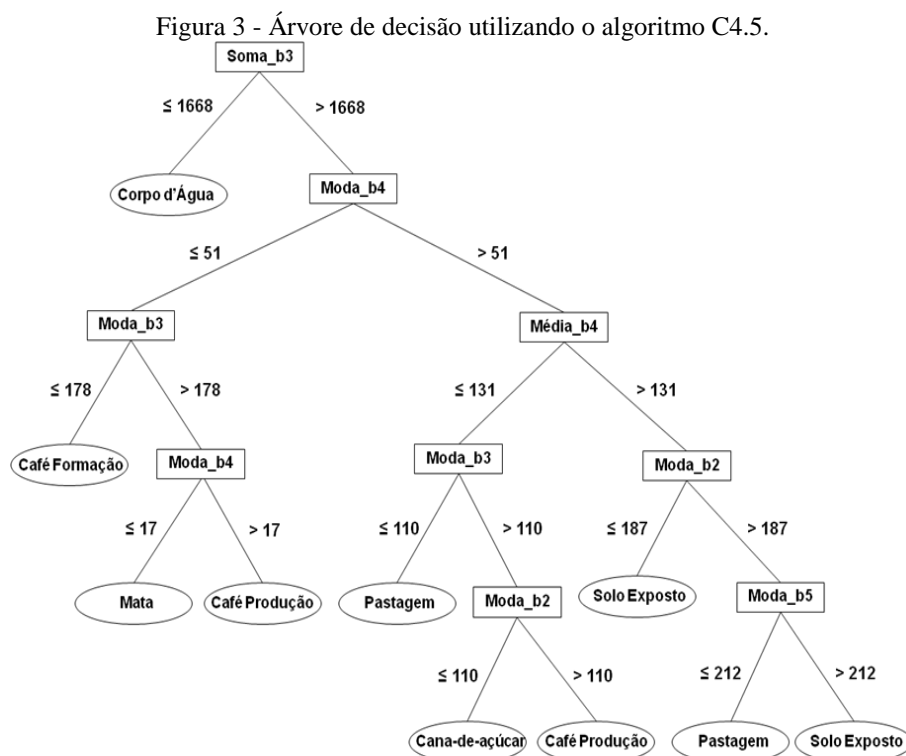 Figura 3 - Árvore de decisão utilizando o algoritmo C4.5.
Soma_b3
≤ 1668 > 1668
Corpo d'Água Moda_b4
≤ 51 > 51
Moda_b3 Média_b4
≤ 178 > 178 ≤ 131 > 131
Café Formação Moda_b4 Moda_b3 Moda_b2
≤ 17 > 17 ≤ 110 > 110 ≤ 187 > 187
Mata Café Produção Pastagem Moda_b2 Solo Exposto Moda_b5
≤ 110 > 110 ≤ 212 > 212
Cana-de-açúcar Café Produção Pastagem Solo Exposto